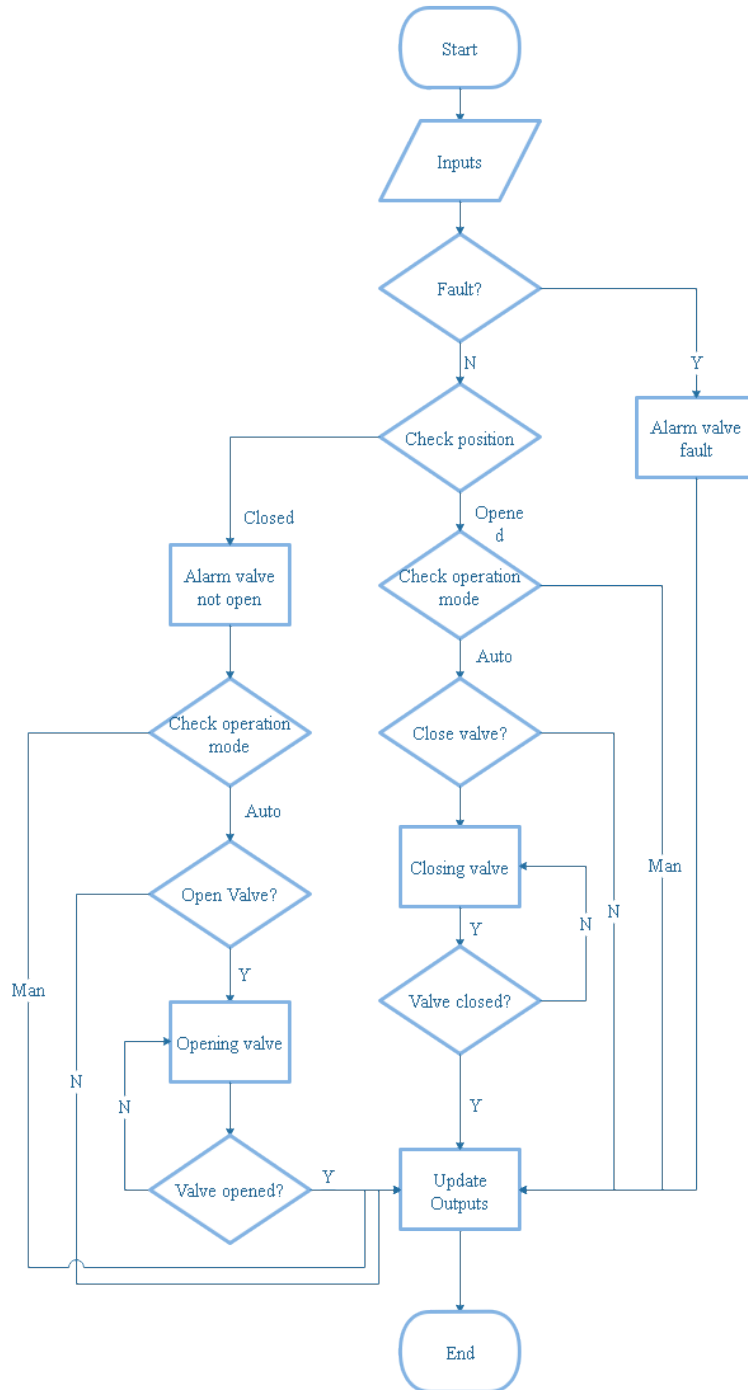 Start
Inputs
Fault?
Y
N
Alarm valve
fault
Check position
Closed
Opene
d
Alarm valve
not open
Check operation
mode
Auto
Check operation
mode
Close valve?
Auto
Open Valve?
Closing valve
Man
N
N
Y
Y
Man
Valve closed?
Opening valve
N
N
Y
Valve opened?
Y
Update
Outputs
End